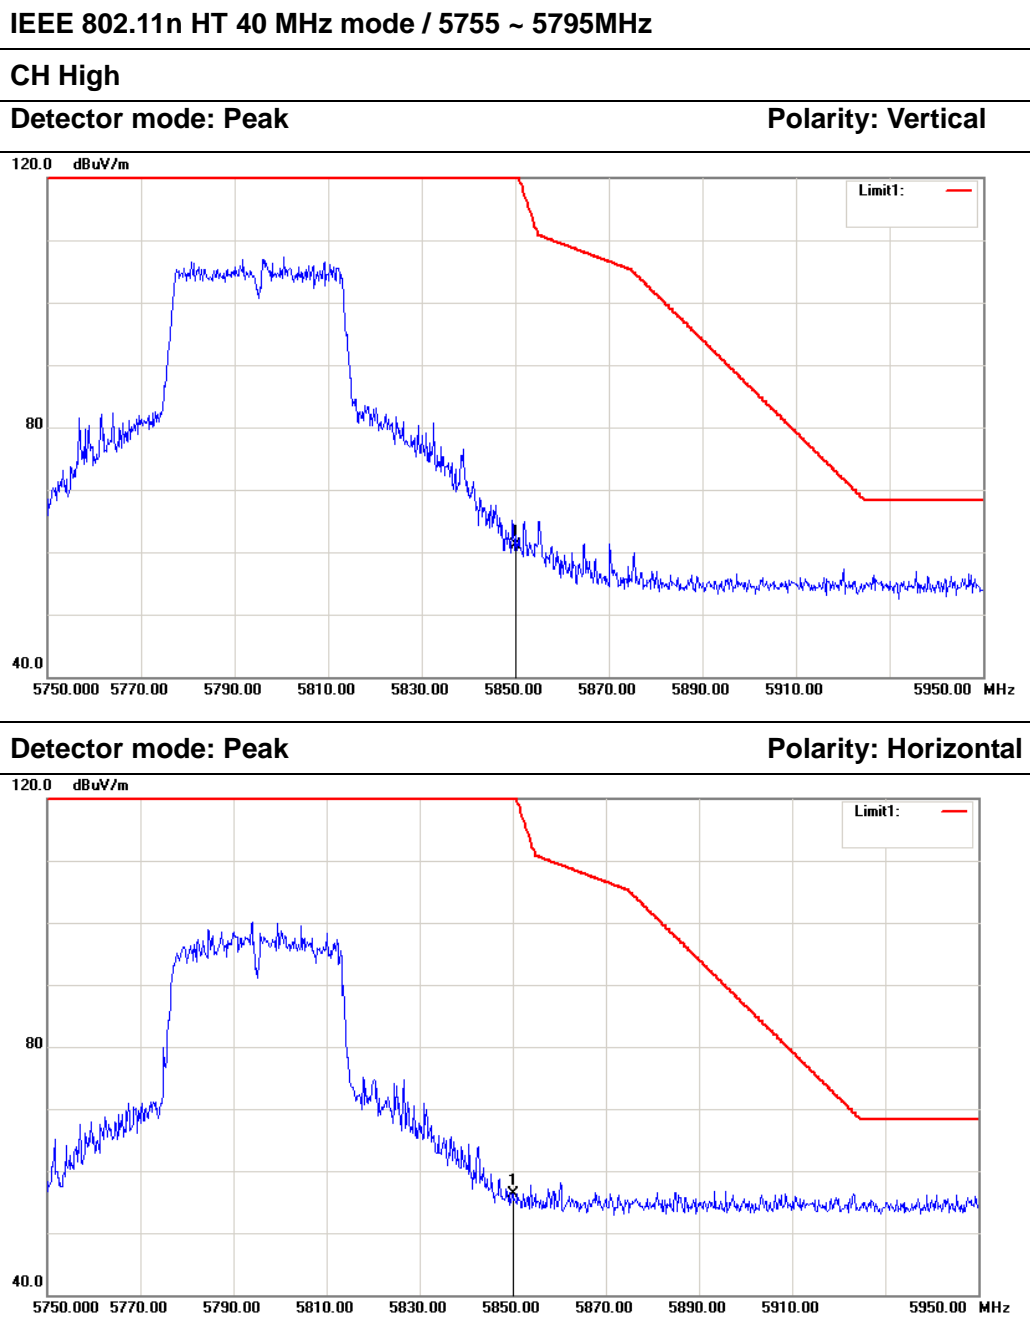 IEEE 802.11n HT 40 MHz mode / 5755 ~ 5795MHz
CH High
Detector mode: Peak Polarity: Vertical
120.0 dBuV/m
Limit1:
80
1
40.0
5750.000 5770.00 5790.00 5810.00 5830.00 5850.00 5870.00 5890.00 5910.00 5950.00 MHz
Detector mode: Peak Polarity: Horizontal
120.0 dBuV/m
Limit1:
80
1
40.0
5750.000 5770.00 5790.00 5810.00 5830.00 5850.00 5870.00 5890.00 5910.00 5950.00 MHz